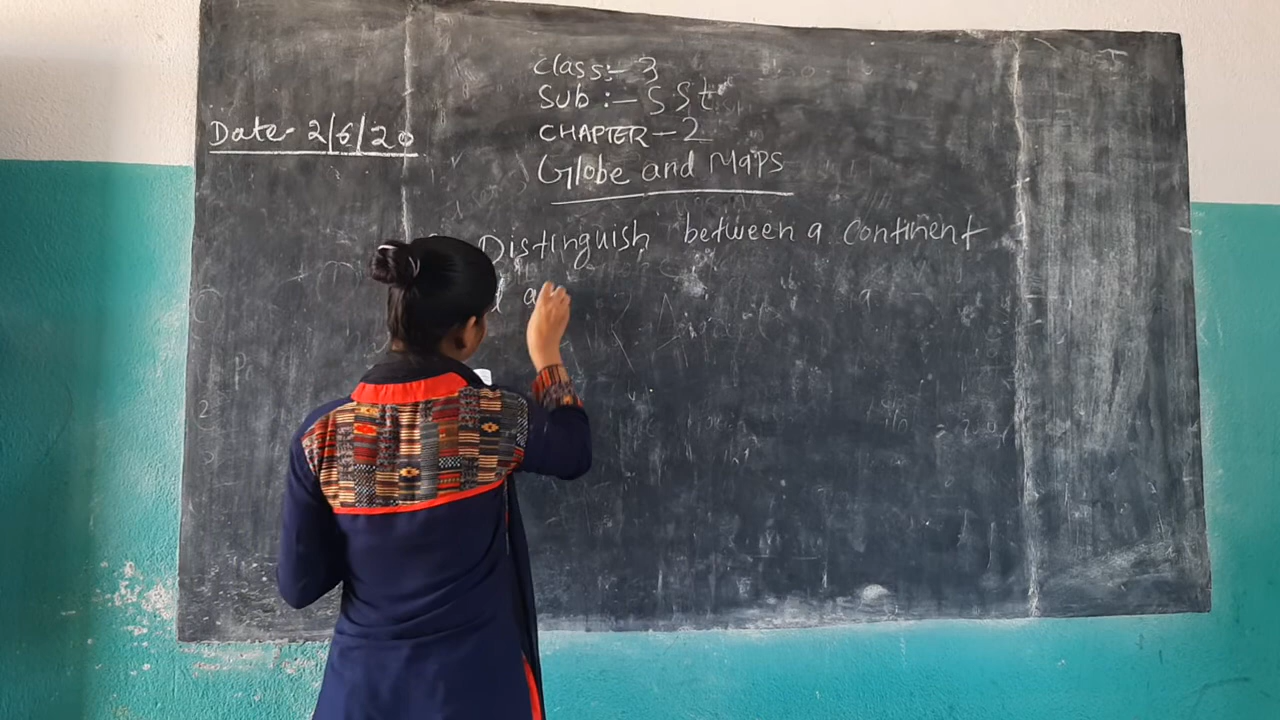 Class:- 3
Sub :- SSt
Date- 2/6/20
CHAPTER - 2
Globe and Maps
Distinguish between a continent
a